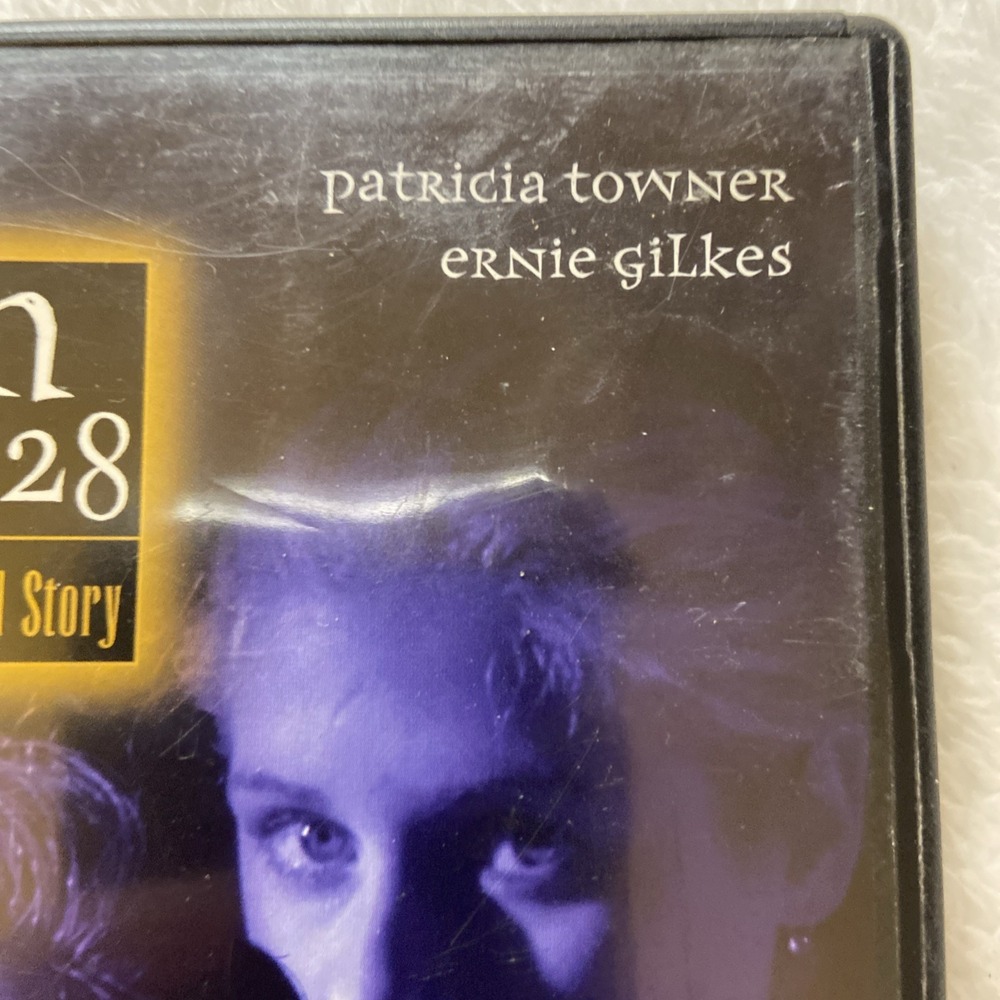 patricia towner
ernie gilkes
n
28
l Story